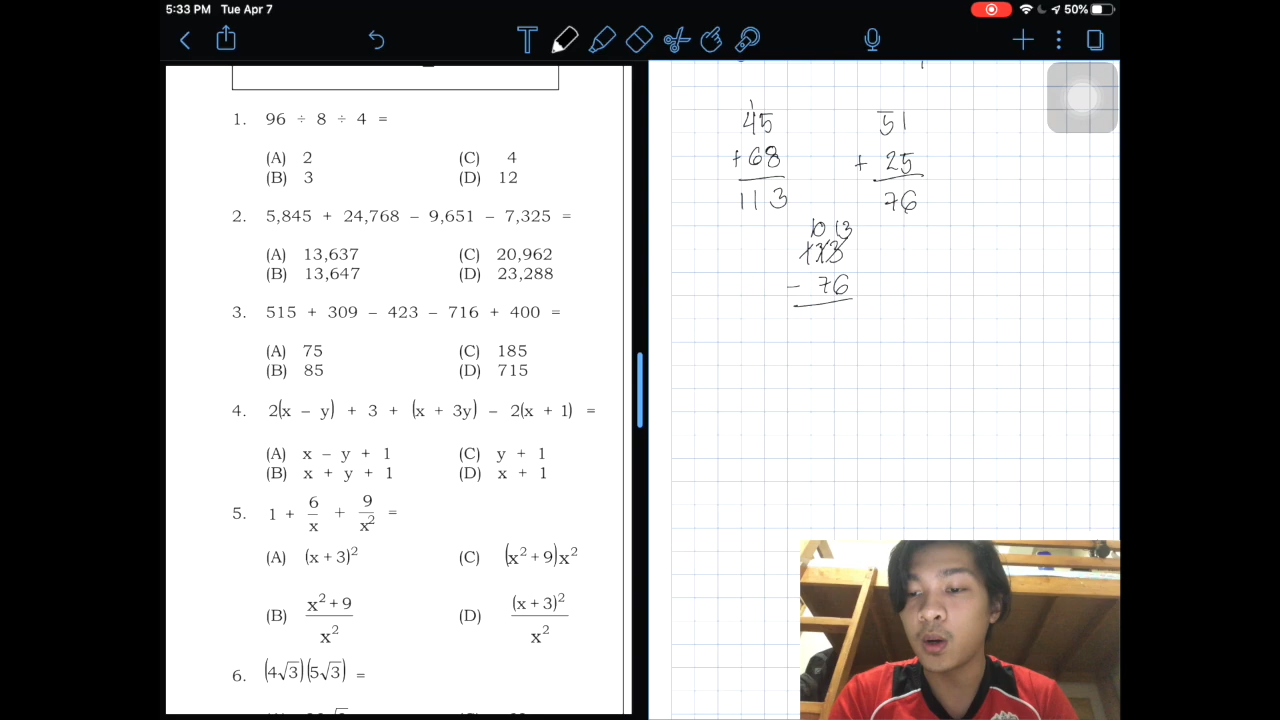 5:33 PM Tue Apr 7
50%
T
1. 96 ÷ 8 ÷ 4 =
(A) 2 (C) 4
(B) 3 (D) 12
2. 5,845 + 24,768 – 9,651 – 7,325 =
(A) 13,637 (C) 20,962
(B) 13,647 (D) 23,288
3. 515 + 309 – 423 – 716 + 400 =
(A) 75 (C) 185
(B) 85 (D) 715
4. 2(x – y) + 3 + (x + 3y) – 2(x + 1) =
(A) x – y + 1 (C) y + 1
(B) x + y + 1 (D) x + 1
5. 1 + 6/x + 9/x² =
(A) (x + 3)² (C) (x² + 9)x²
(B) x² + 9 / x² (D) (x + 3)² / x²
6. (4√3)(5√3) =
1
45
+68
113
51
+ 25
76
10 13
113
– 76